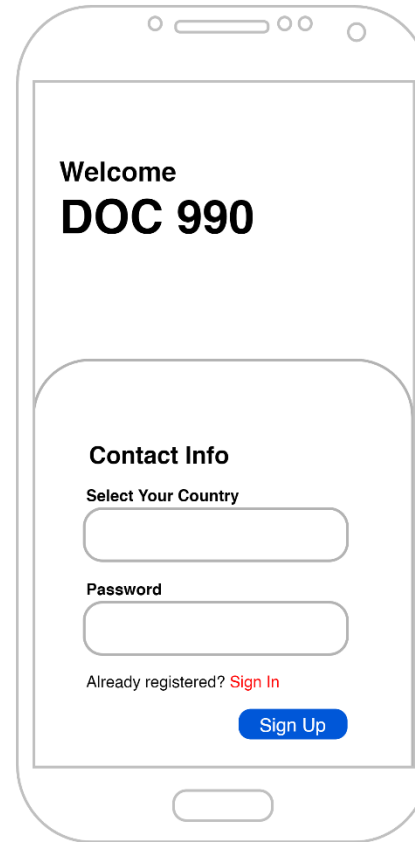 Welcome
DOC 990
Contact Info
Select Your Country
Password
Already registered? Sign In
Sign Up